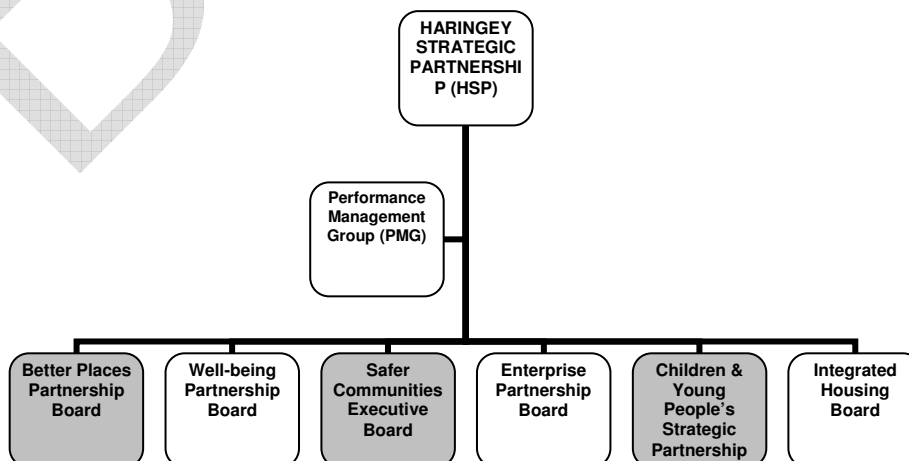 HARINGEY
STRATEGIC
PARTNERSHI
P (HSP)
Performance
Management
Group (PMG)
Better Places
Partnership
Board
Well-being
Partnership
Board
Safer
Communities
Executive
Board
Enterprise
Partnership
Board
Children &
Young
People's
Strategic
Partnership
Integrated
Housing
Board